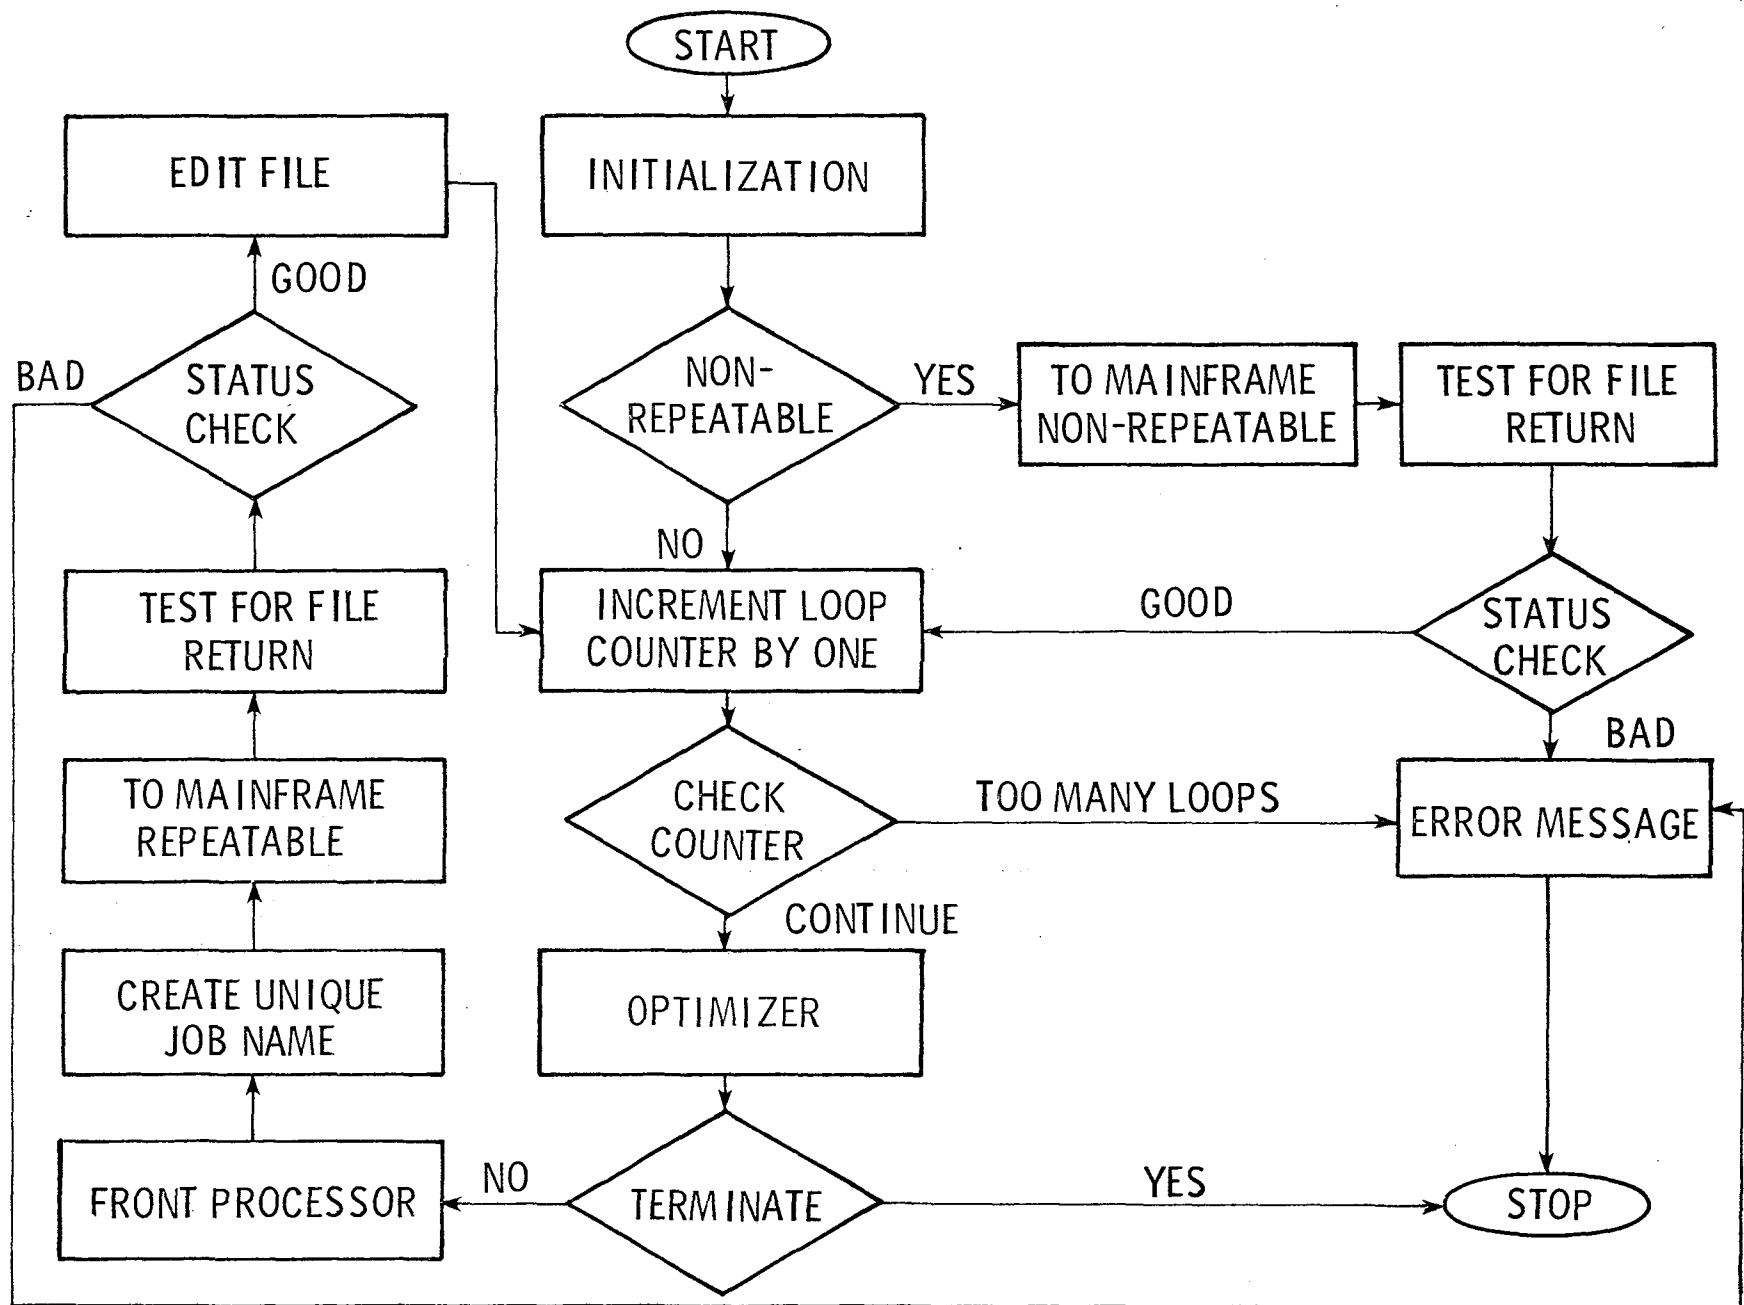 START
EDIT FILE
INITIALIZATION
GOOD
BAD
STATUS
CHECK
NON-
REPEATABLE
YES
TO MAINFRAME
NON-REPEATABLE
TEST FOR FILE
RETURN
NO
TEST FOR FILE
RETURN
INCREMENT LOOP
COUNTER BY ONE
GOOD
STATUS
CHECK
BAD
TO MAINFRAME
REPEATABLE
CHECK
COUNTER
TOO MANY LOOPS
ERROR MESSAGE
CONTINUE
CREATE UNIQUE
JOB NAME
OPTIMIZER
FRONT PROCESSOR
NO
TERMINATE
YES
STOP